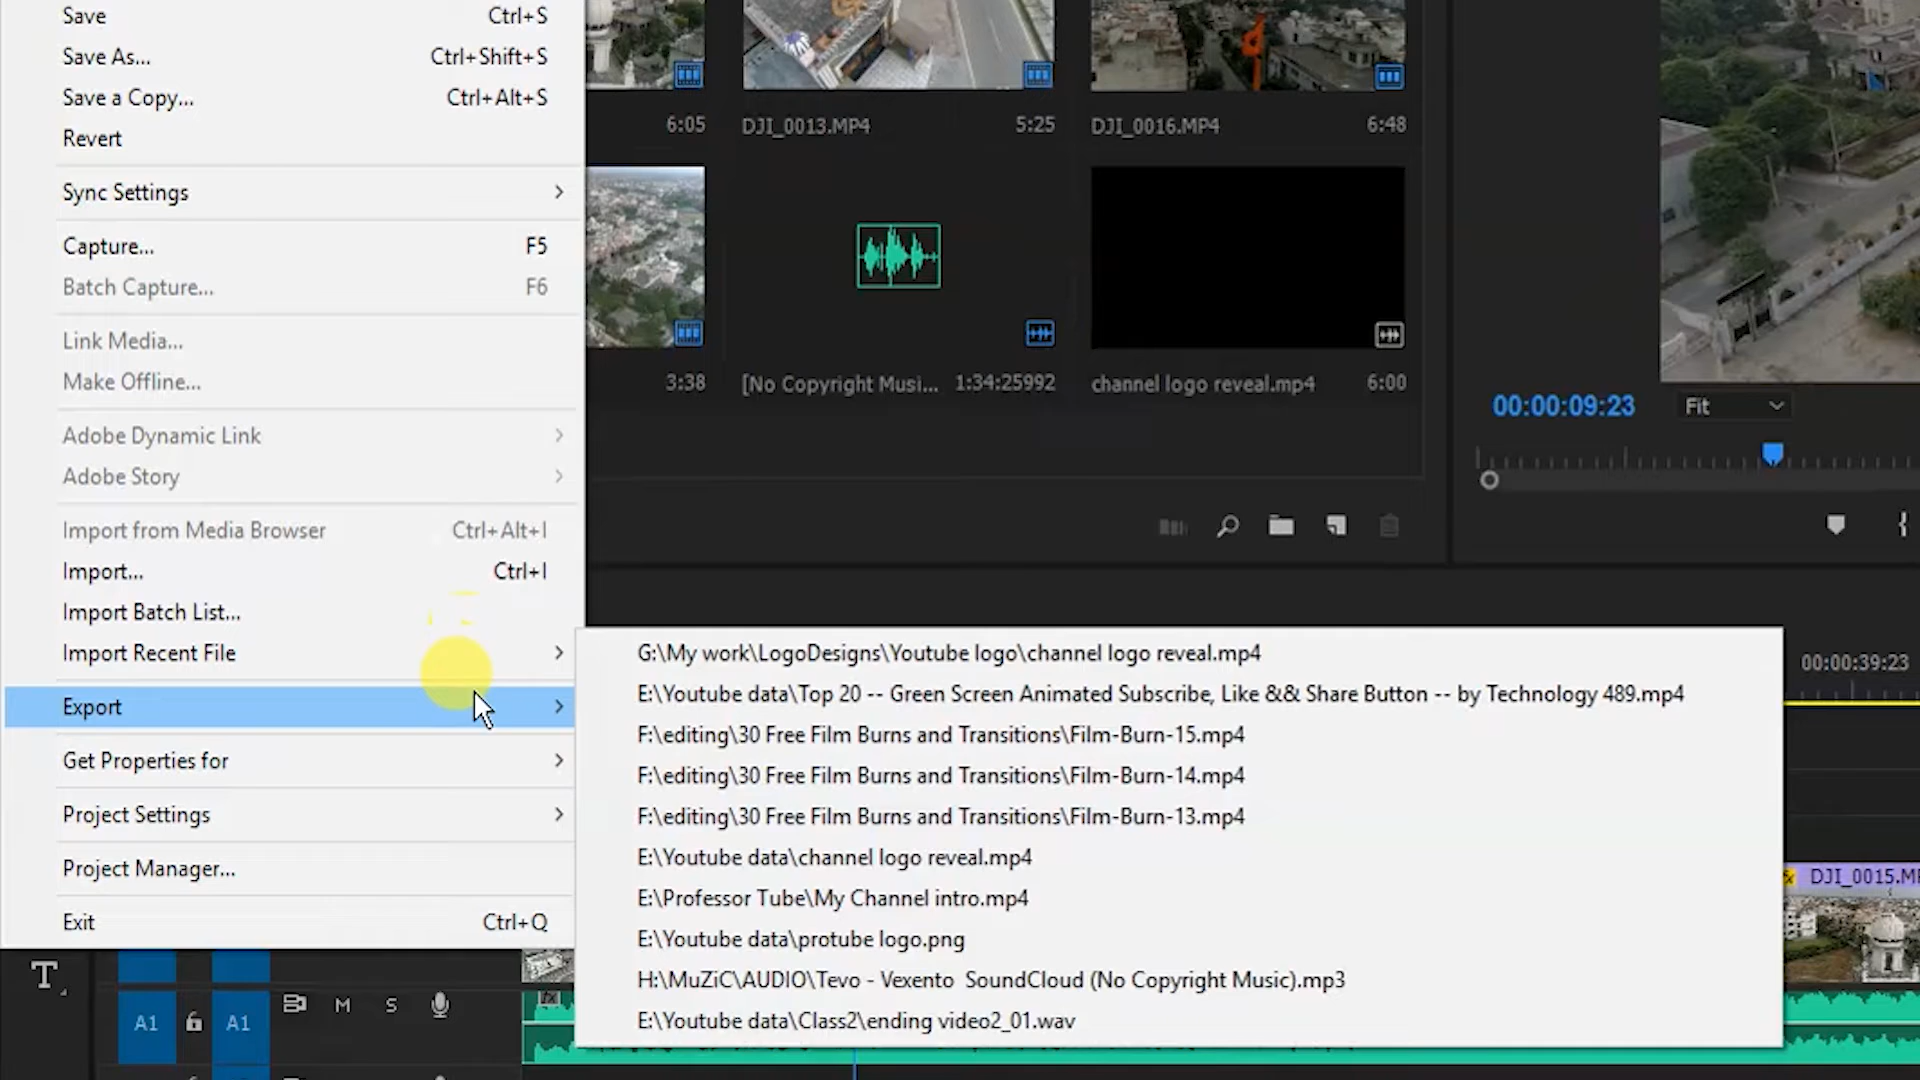 Save Ctrl+S
Save As... Ctrl+Shift+S
Save a Copy... Ctrl+Alt+S
Revert
Sync Settings
Capture... F5
Batch Capture... F6
Link Media...
Make Offline...
Adobe Dynamic Link
Adobe Story
Import from Media Browser Ctrl+Alt+I
Import... Ctrl+I
Import Batch List...
Import Recent File
Export
Get Properties for
Project Settings
Project Manager...
Exit Ctrl+Q
6:05 DJI_0013.MP4 5:25 DJI_0016.MP4 6:48
3:38 [No Copyright Musi... 1:34:25992 channel logo reveal.mp4 6:00
00:00:09:23 Fit
G:\My work\LogoDesigns\Youtube logo\channel logo reveal.mp4
E:\Youtube data\Top 20 -- Green Screen Animated Subscribe, Like && Share Button -- by Technology 489.mp4
F:\editing\30 Free Film Burns and Transitions\Film-Burn-15.mp4
F:\editing\30 Free Film Burns and Transitions\Film-Burn-14.mp4
F:\editing\30 Free Film Burns and Transitions\Film-Burn-13.mp4
E:\Youtube data\channel logo reveal.mp4
E:\Professor Tube\My Channel intro.mp4
E:\Youtube data\protube logo.png
H:\MuZiC\AUDIO\Tevo - Vexento  SoundCloud (No Copyright Music).mp3
E:\Youtube data\Class2\ending video2_01.wav
00:00:39:23
fx DJI_0015.MP
T
A1 A1 M S
fx